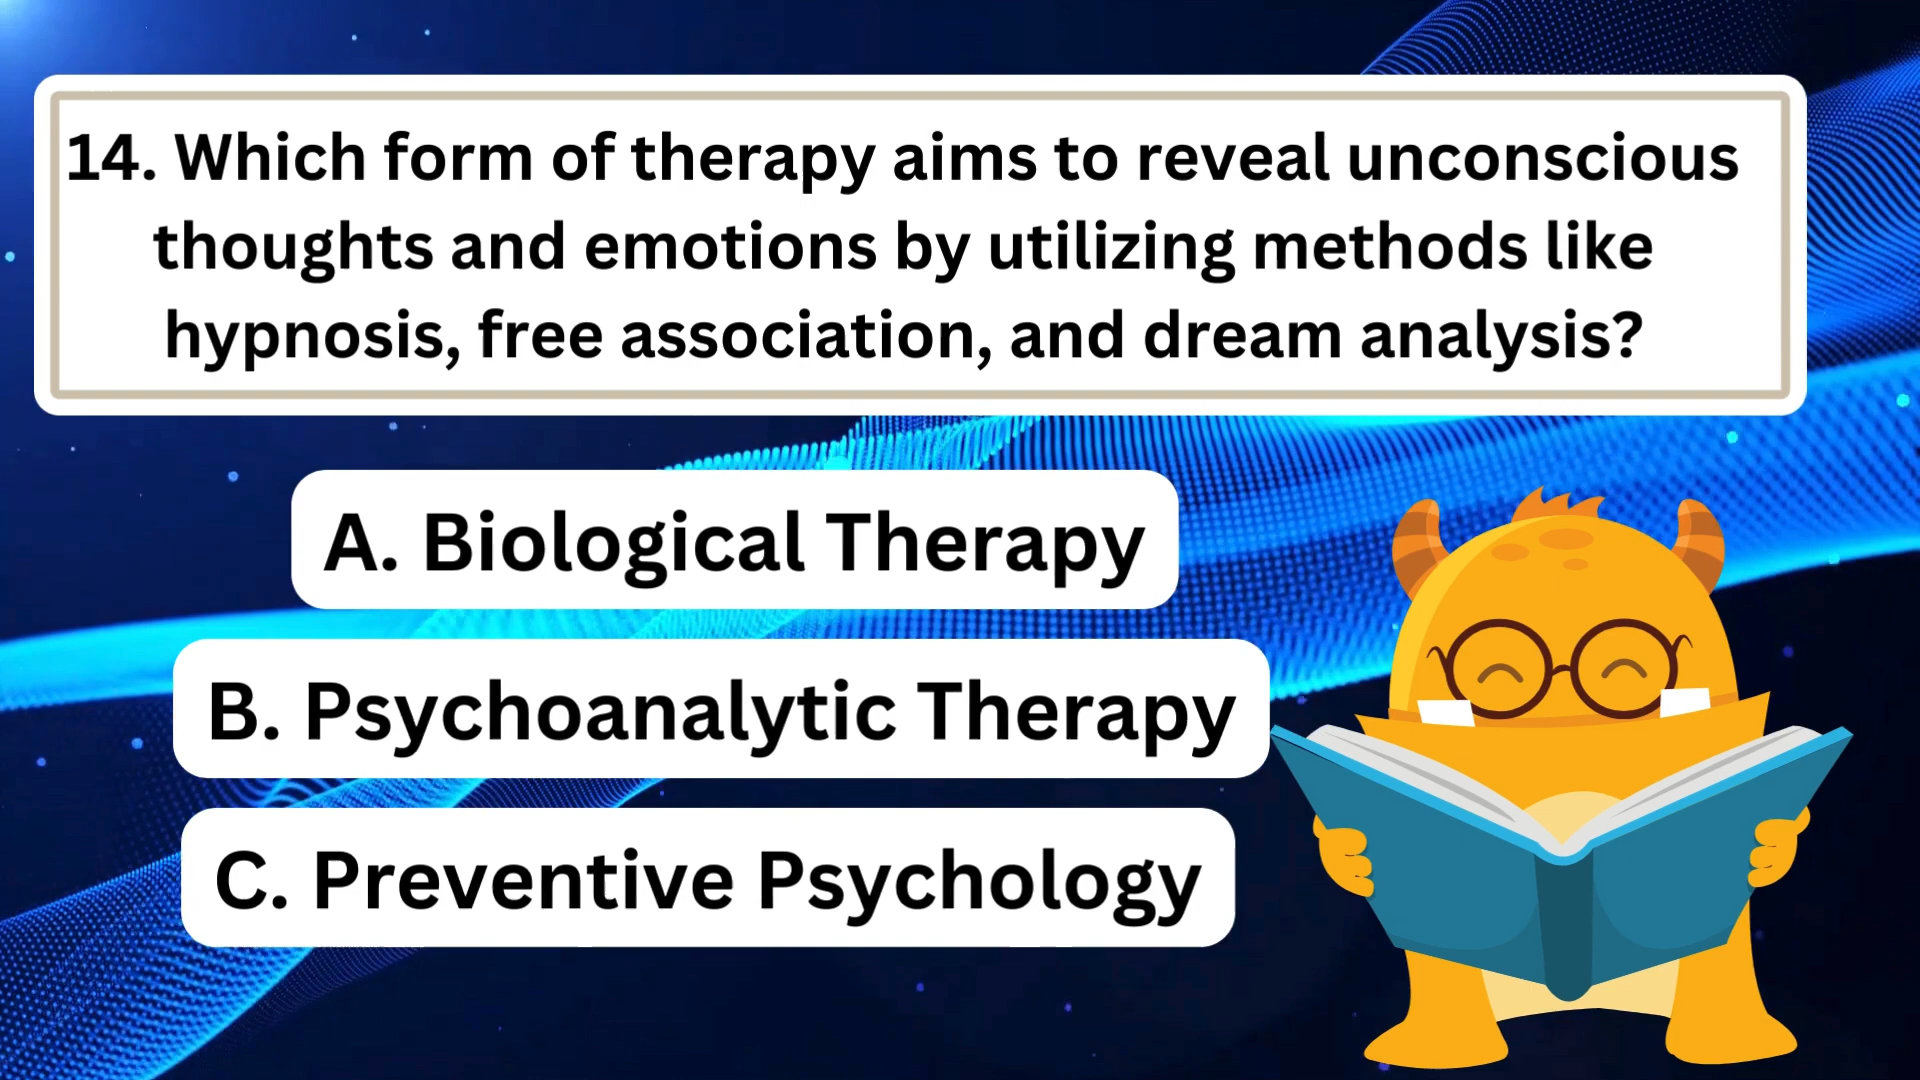 14. Which form of therapy aims to reveal unconscious
thoughts and emotions by utilizing methods like
hypnosis, free association, and dream analysis?
A. Biological Therapy
B. Psychoanalytic Therapy
C. Preventive Psychology